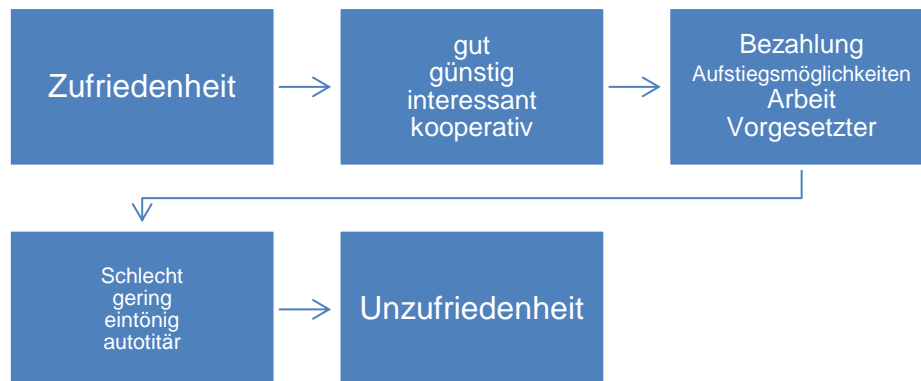 Zufriedenheit
gut
günstig
interessant
kooperativ
Bezahlung
Aufstiegsmöglichkeiten
Arbeit
Vorgesetzter
Schlecht
gering
eintönig
autotitär
Unzufriedenheit